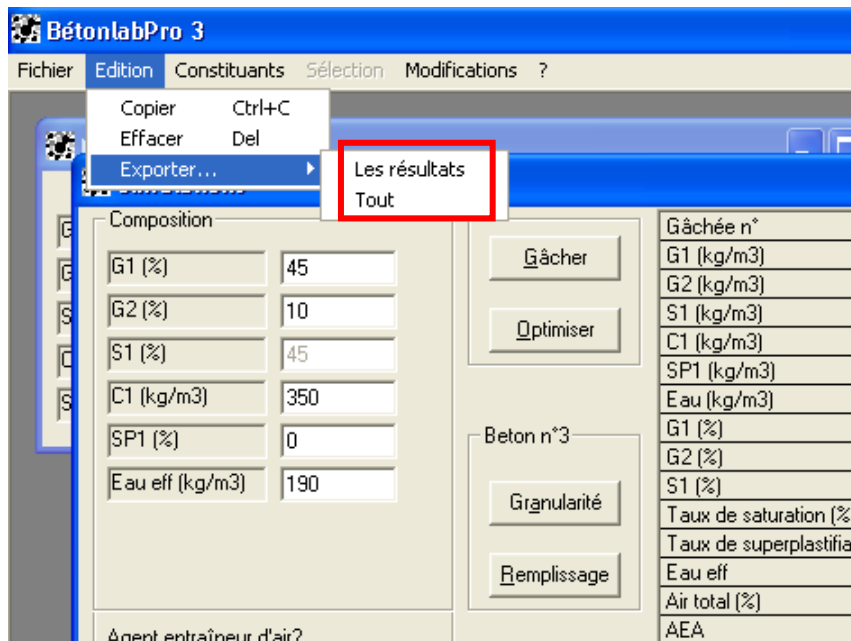 BétonlabPro 3
Fichier Edition Constituants Sélection Modifications ?
Copier Ctrl+C
Effacer Del
Exporter...
Les résultats
Tout
Composition
G1 (%) 45
G2 (%) 10
S1 (%) 45
C1 (kg/m3) 350
SP1 (%) 0
Eau eff (kg/m3) 190
Agent entraîneur d'air?
Gâcher
Optimiser
Beton n°3
Granularité
Remplissage
Gâchée n°
G1 (kg/m3)
G2 (kg/m3)
S1 (kg/m3)
C1 (kg/m3)
SP1 (kg/m3)
Eau (kg/m3)
G1 (%)
G2 (%)
S1 (%)
Taux de saturation (%
Taux de superplastifia
Eau eff
Air total (%)
AEA